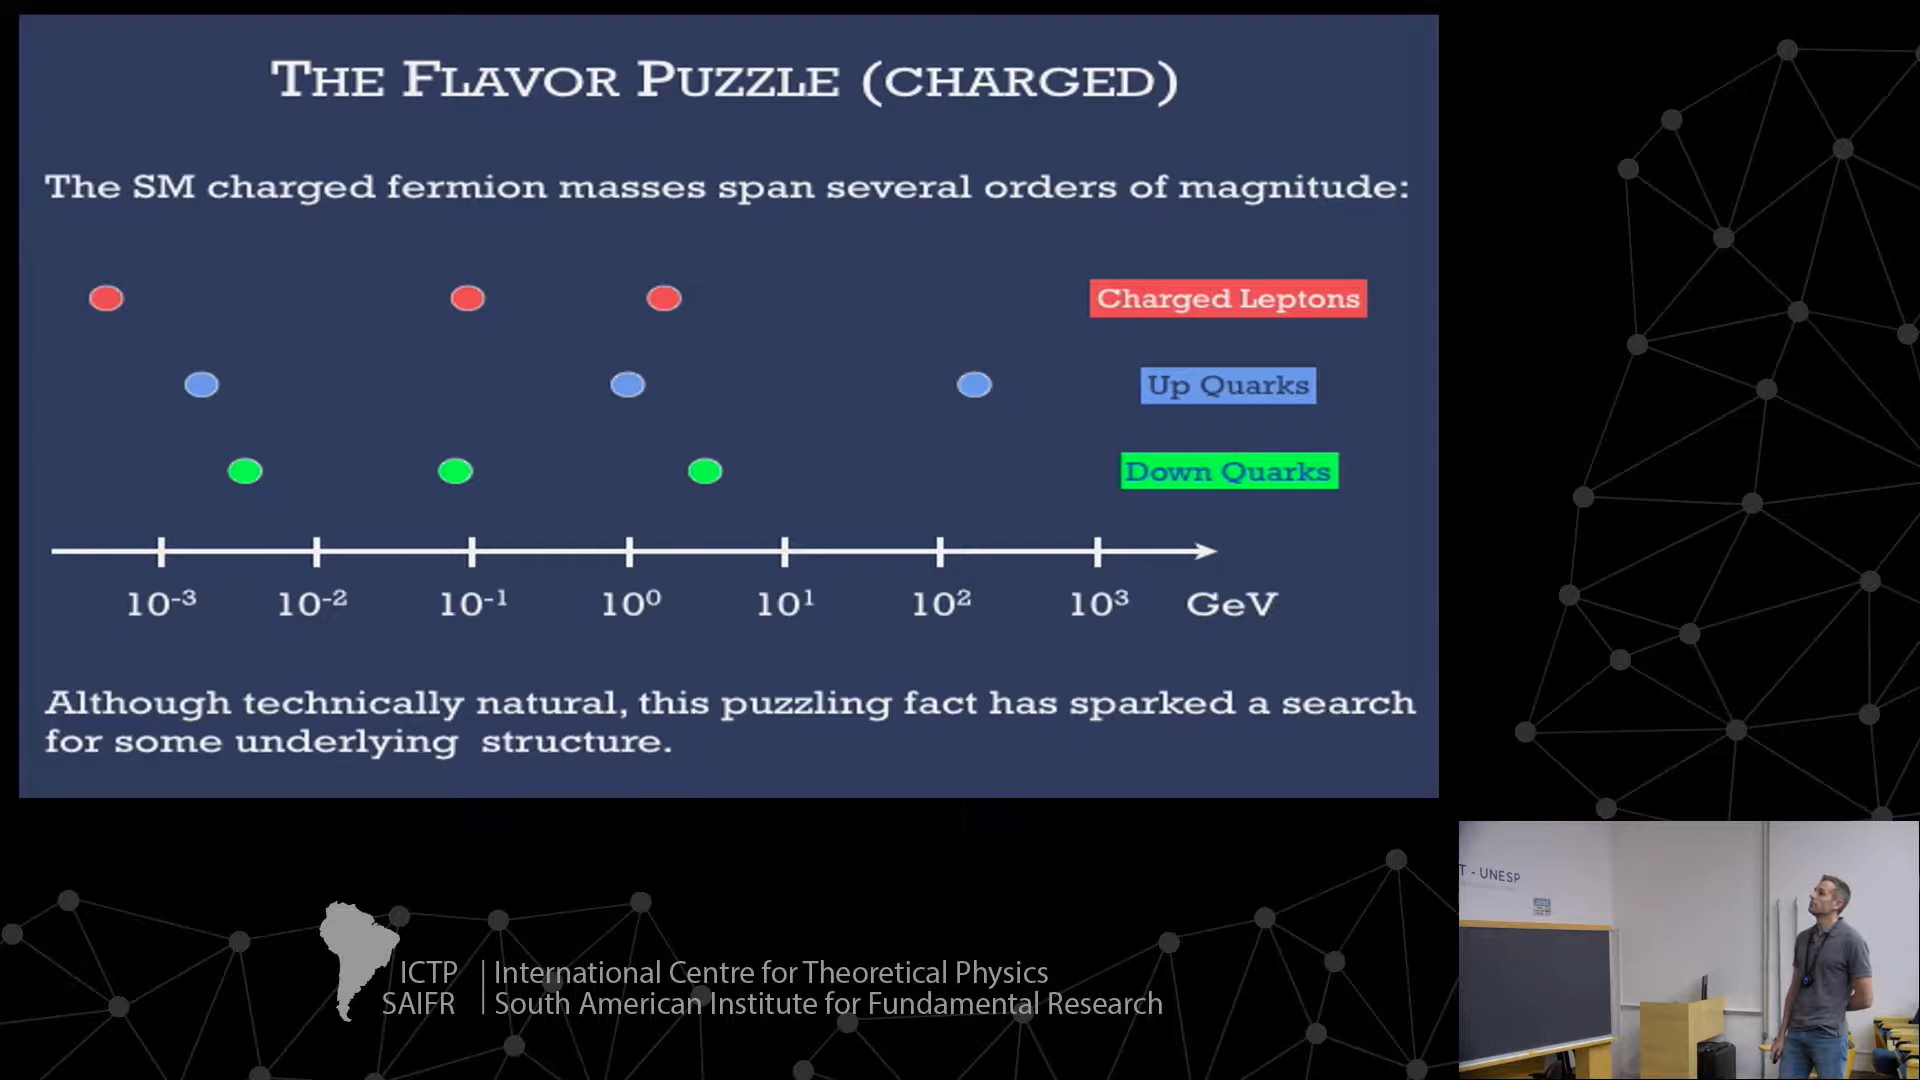 THE FLAVOR PUZZLE (CHARGED)
The SM charged fermion masses span several orders of magnitude:
Charged Leptons
Up Quarks
Down Quarks
10⁻³ 10⁻² 10⁻¹ 10⁰ 10¹ 10² 10³ GeV
Although technically natural, this puzzling fact has sparked a search
for some underlying structure.
T - UNESP
ICTP | International Centre for Theoretical Physics
SAIFR | South American Institute for Fundamental Research